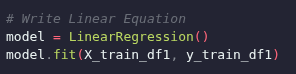 # Write Linear Equation
model = LinearRegression()
model.fit(X_train_df1, y_train_df1)